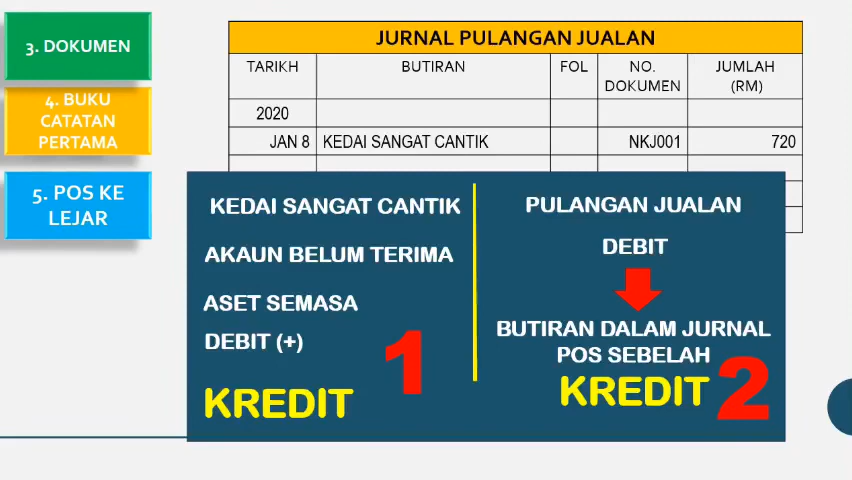 3. DOKUMEN
4. BUKU
CATATAN
PERTAMA
5. POS KE
LEJAR
JURNAL PULANGAN JUALAN
TARIKH BUTIRAN FOL NO. DOKUMEN JUMLAH (RM)
2020
JAN 8 KEDAI SANGAT CANTIK NKJ001 720
KEDAI SANGAT CANTIK
AKAUN BELUM TERIMA
ASET SEMASA
DEBIT (+)
KREDIT 1
PULANGAN JUALAN
DEBIT
BUTIRAN DALAM JURNAL
POS SEBELAH
KREDIT 2